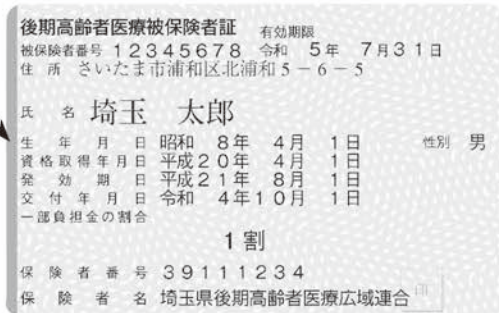 後期高齢者医療被保険者証 有効期限
被保険者番号 12345678 令和 5年 7月31日
住所 さいたま市浦和区北浦和5－6－5
氏名 埼玉 太郎
生年月日 昭和 8年 4月 1日 性別 男
資格取得年月日 平成20年 4月 1日
発効期日 平成21年 8月 1日
交付年月日 令和 4年10月 1日
一部負担金の割合
1割
保険者番号 39111234
保険者名 埼玉県後期高齢者医療広域連合 印